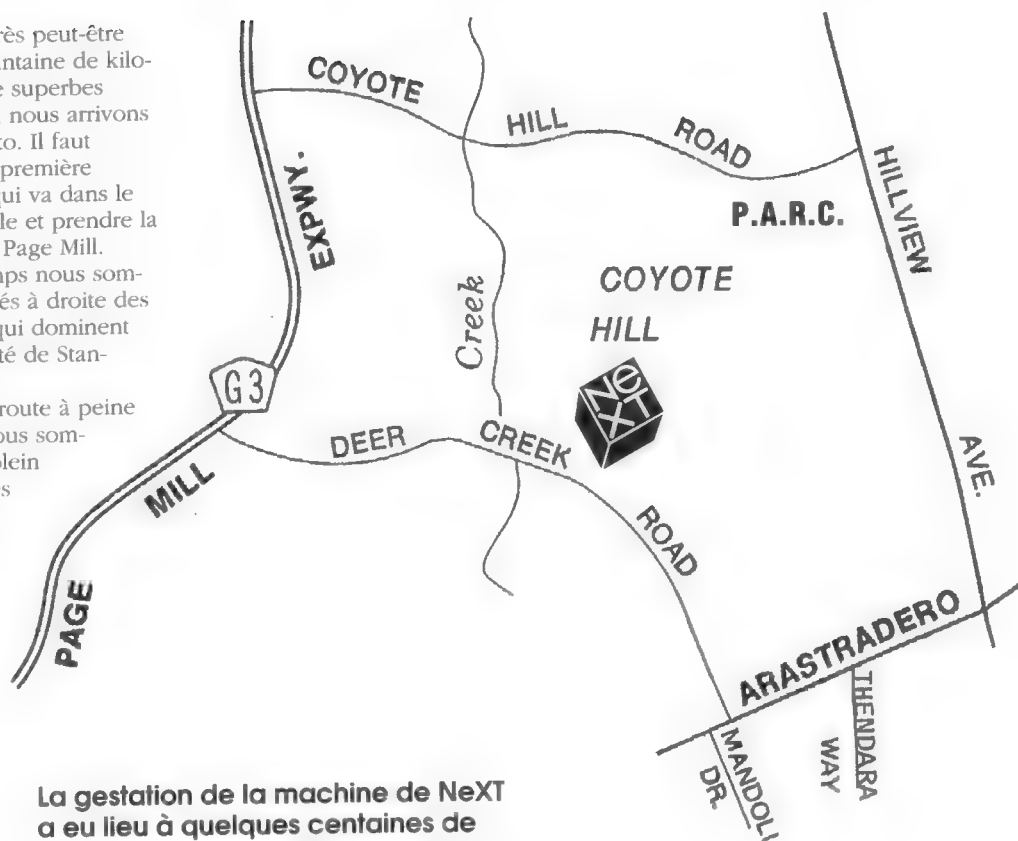 rès peut-être
ntaine de kilo-
e superbes
, nous arrivons
to. Il faut
première
qui va dans le
le et prendre la
Page Mill.
mps nous som-
és à droite des
qui dominent
té de Stan-
route à peine
ous som-
plein
es
COYOTE HILL ROAD
EXPWY.
P.A.R.C.
HILLVIEW AVE.
COYOTE
HILL
Creek
NeXT
G3
DEER CREEK ROAD
PAGE MILL
ARASTRADERO
THENDARA
WAY
MANDOLI
DR.
La gestation de la machine de NeXT
a eu lieu à quelques centaines de